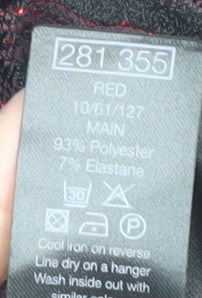 281 355
RED
10/61/127
MAIN
93% Polyester
7% Elastane
30
P
Cool iron on reverse
Line dry on a hanger
Wash inside out with
similar